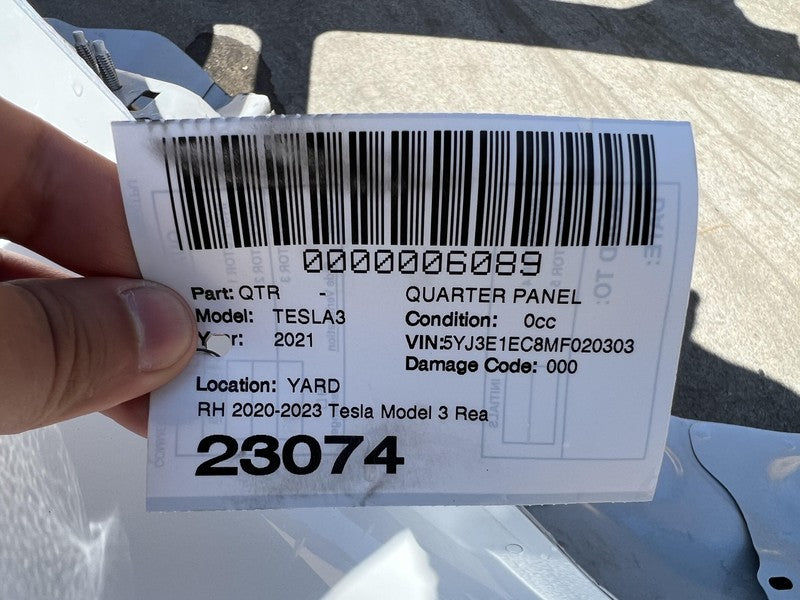 0000006089
Part: QTR - QUARTER PANEL
Model: TESLA3 Condition: 0cc
Year: 2021 VIN:5YJ3E1EC8MF020303
Damage Code: 000
Location: YARD
RH 2020-2023 Tesla Model 3 Rea
23074